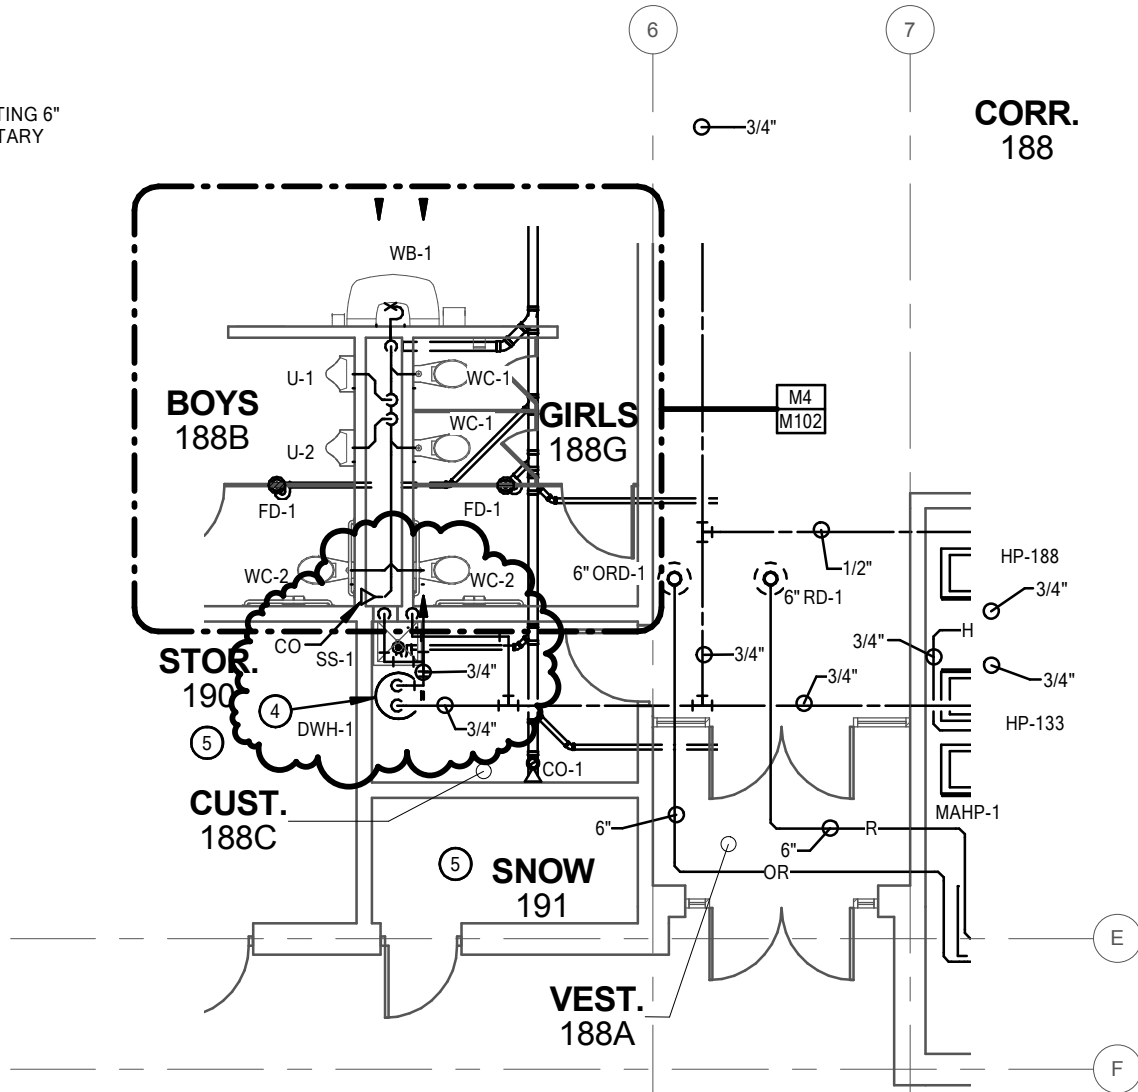 6
7
TING 6"
TARY
CORR.
188
3/4"
WB-1
U-1
WC-1
BOYS
188B
M4
M102
WC-1
GIRLS
188G
U-2
FD-1
FD-1
1/2"
HP-188
WC-2
WC-2
6" ORD-1
6" RD-1
3/4"
H
3/4"
CO
SS-1
STOR.
190
3/4"
3/4"
3/4"
3/4"
4
DWH-1
3/4"
HP-133
5
CO-1
CUST.
188C
MAHP-1
6"
R
6"
5
SNOW
191
OR
E
VEST.
188A
F